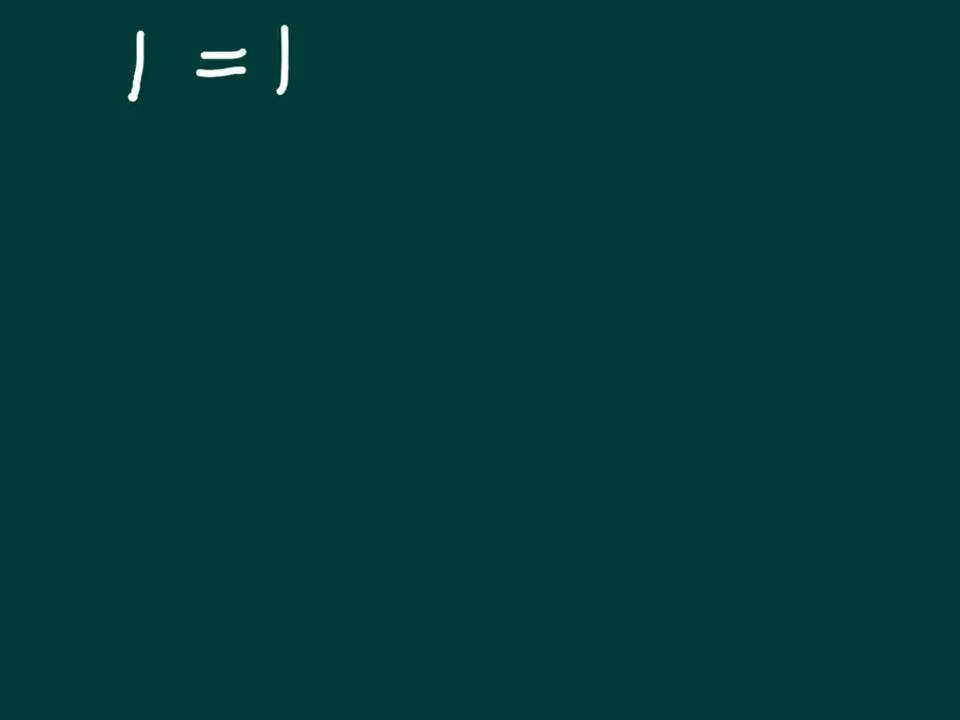 1 = 1